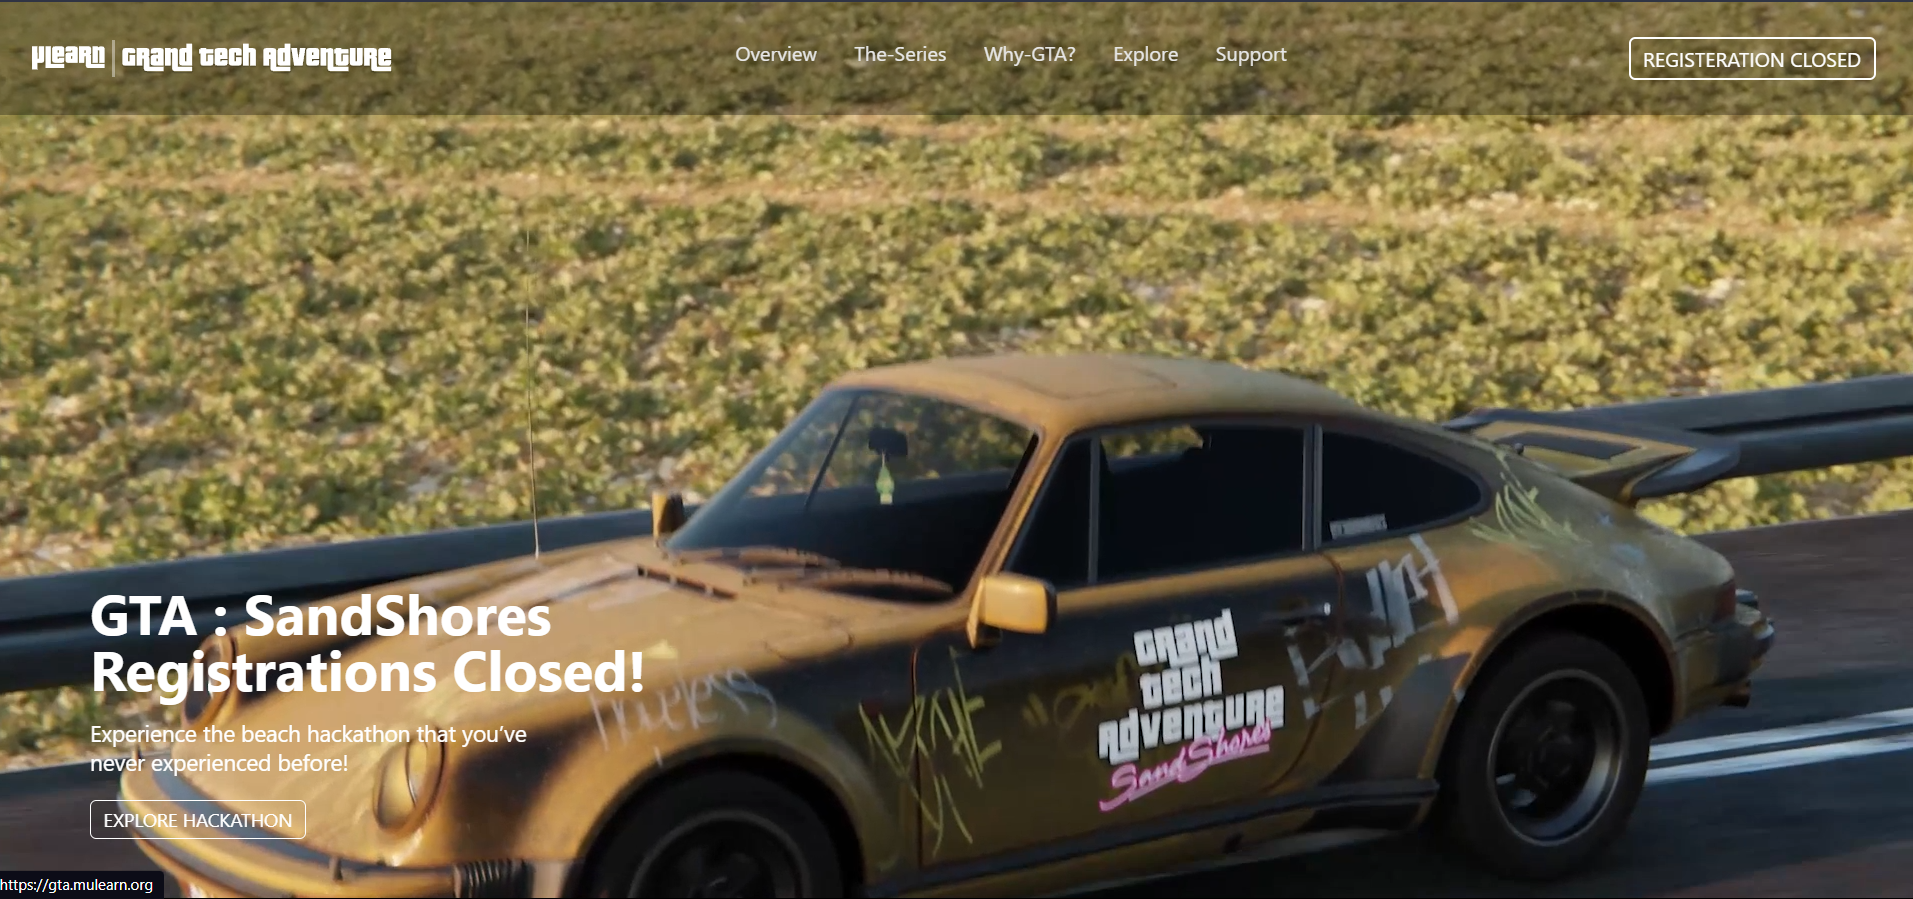 µLearn | Grand Tech Adventure
Overview The-Series Why-GTA? Explore Support
REGISTERATION CLOSED
GTA : SandShores
Registrations Closed!
Experience the beach hackathon that you’ve
never experienced before!
EXPLORE HACKATHON
Grand
Tech
Adventure
SandShores
https://gta.mulearn.org